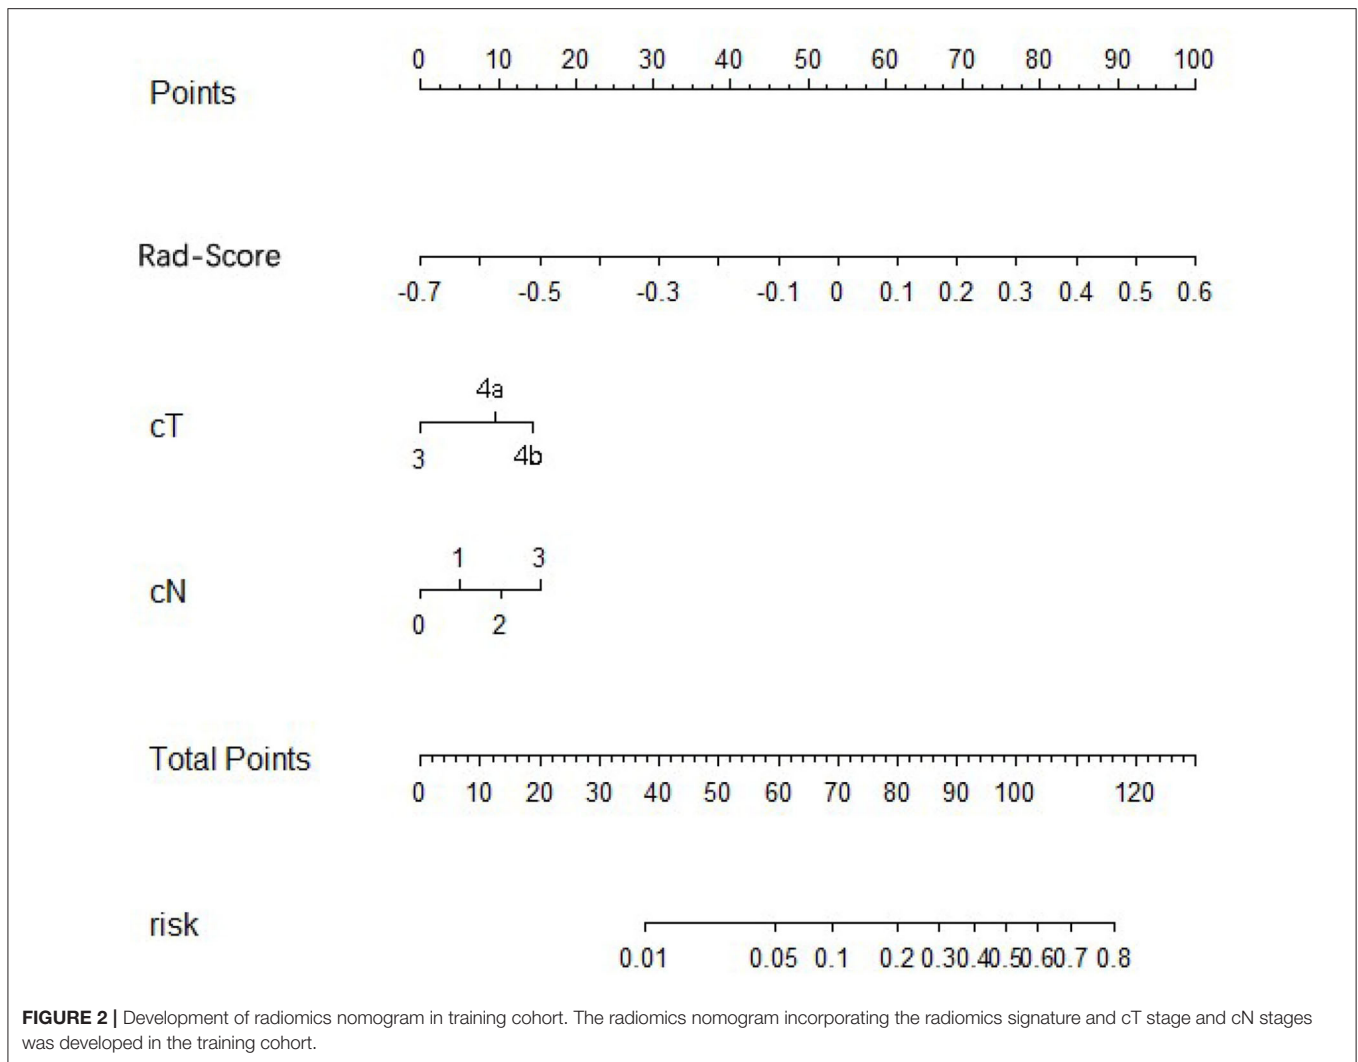 0 10 20 30 40 50 60 70 80 90 100
Points
Rad-Score
-0.7 -0.5 -0.3 -0.1 0 0.1 0.2 0.3 0.4 0.5 0.6
4a
cT
3 4b
1 3
cN
0 2
Total Points
0 10 20 30 40 50 60 70 80 90 100 120
risk
0.01 0.05 0.1 0.2 0.3 0.4 0.5 0.6 0.7 0.8
FIGURE 2 | Development of radiomics nomogram in training cohort. The radiomics nomogram incorporating the radiomics signature and cT stage and cN stages
was developed in the training cohort.